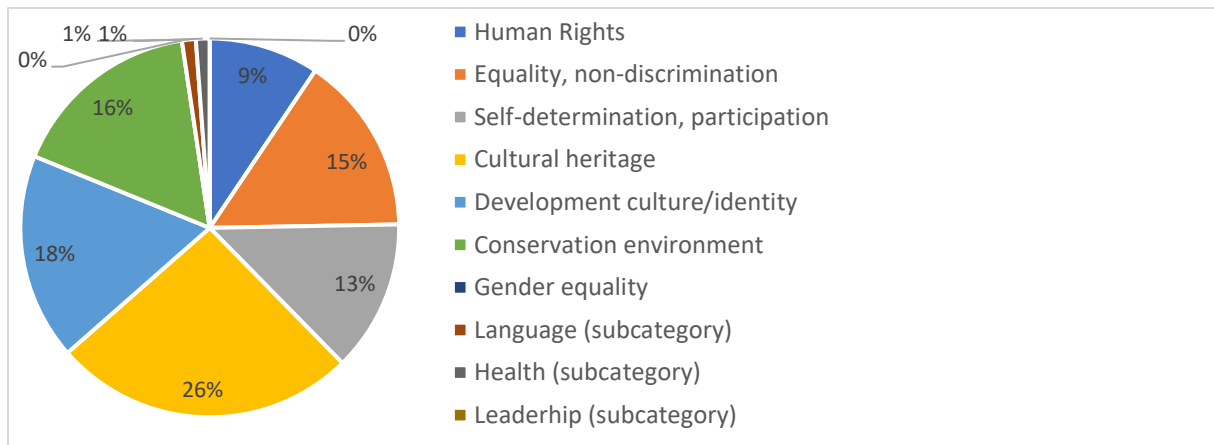 1% 1%
0%
0%
9%
15%
13%
26%
18%
16%
Human Rights
Equality, non-discrimination
Self-determination, participation
Cultural heritage
Development culture/identity
Conservation environment
Gender equality
Language (subcategory)
Health (subcategory)
Leaderhip (subcategory)